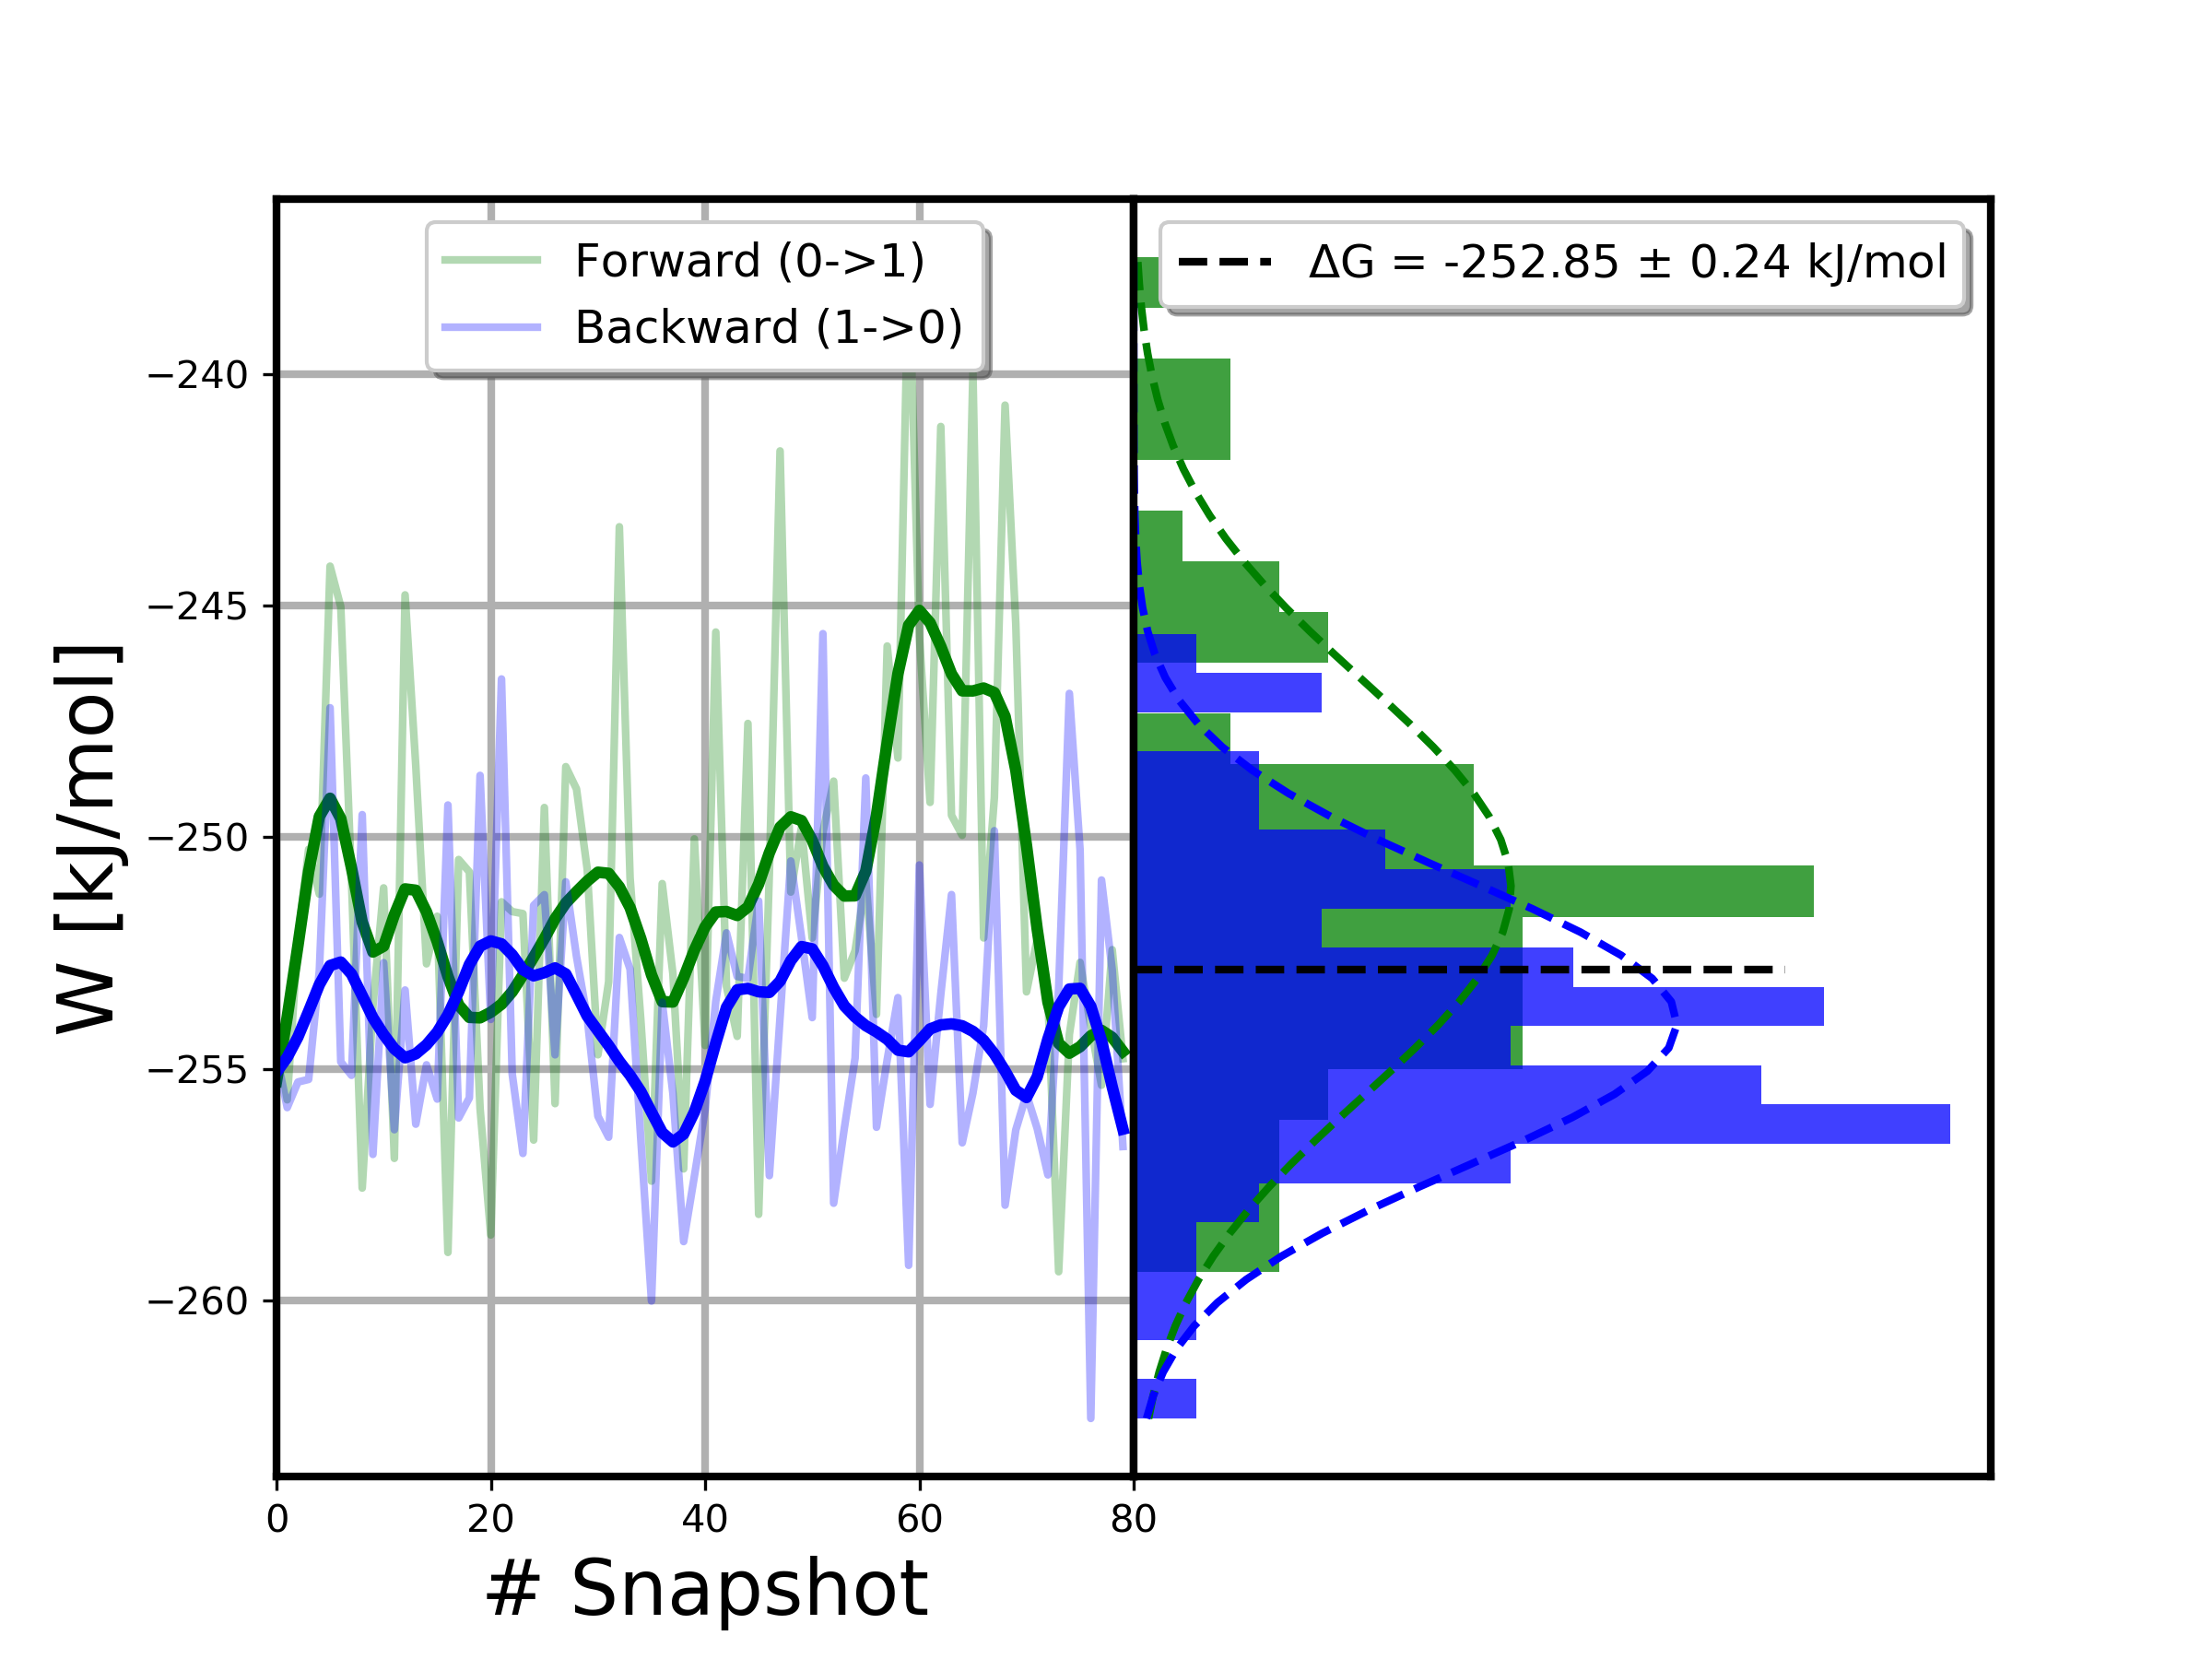 Forward (0->1)
Backward (1->0)
ΔG = -252.85 ± 0.24 kJ/mol
−240
−245
−250
−255
−260
W [kJ/mol]
0 20 40 60 80
# Snapshot